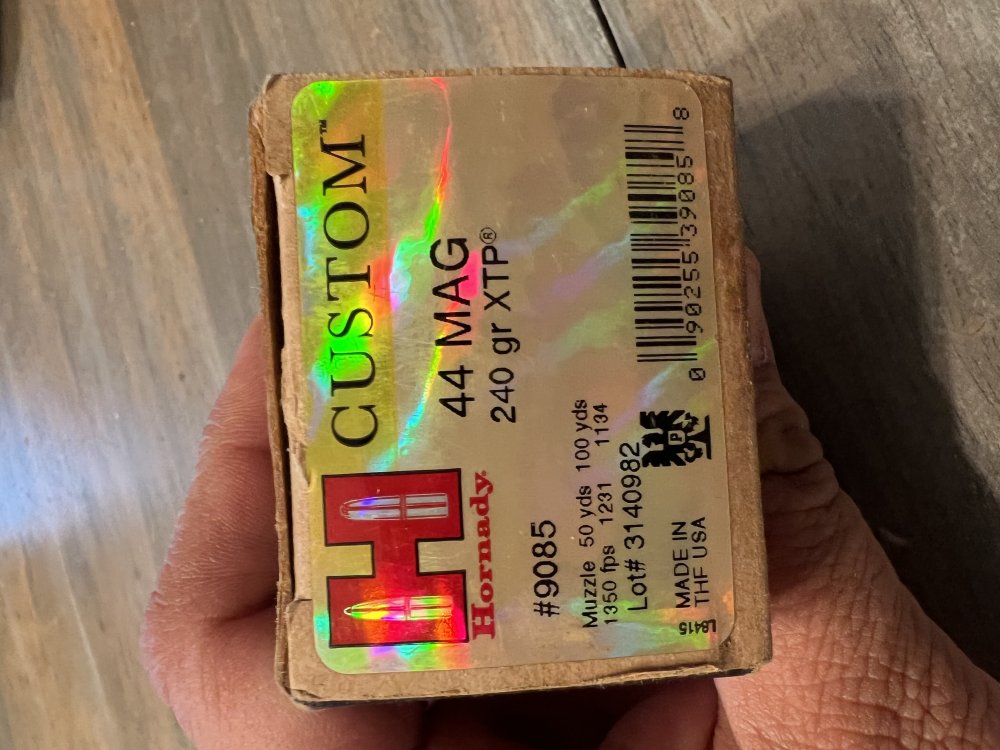 CUSTOM™
Hornady
44 MAG
240 gr XTP®
#9085
Muzzle 50 yds 100 yds
1350 fps 1231 1134
Lot# 3140982
P
MADE IN
THF USA
L8415
0 90255 39085 8